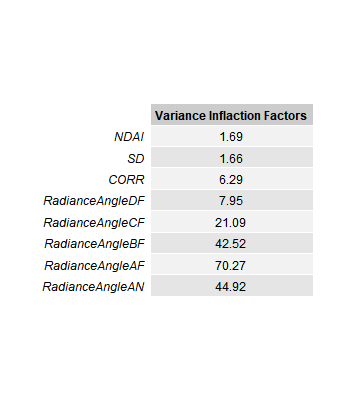 Variance Inflaction Factors
NDAI 1.69
SD 1.66
CORR 6.29
RadianceAngleDF 7.95
RadianceAngleCF 21.09
RadianceAngleBF 42.52
RadianceAngleAF 70.27
RadianceAngleAN 44.92